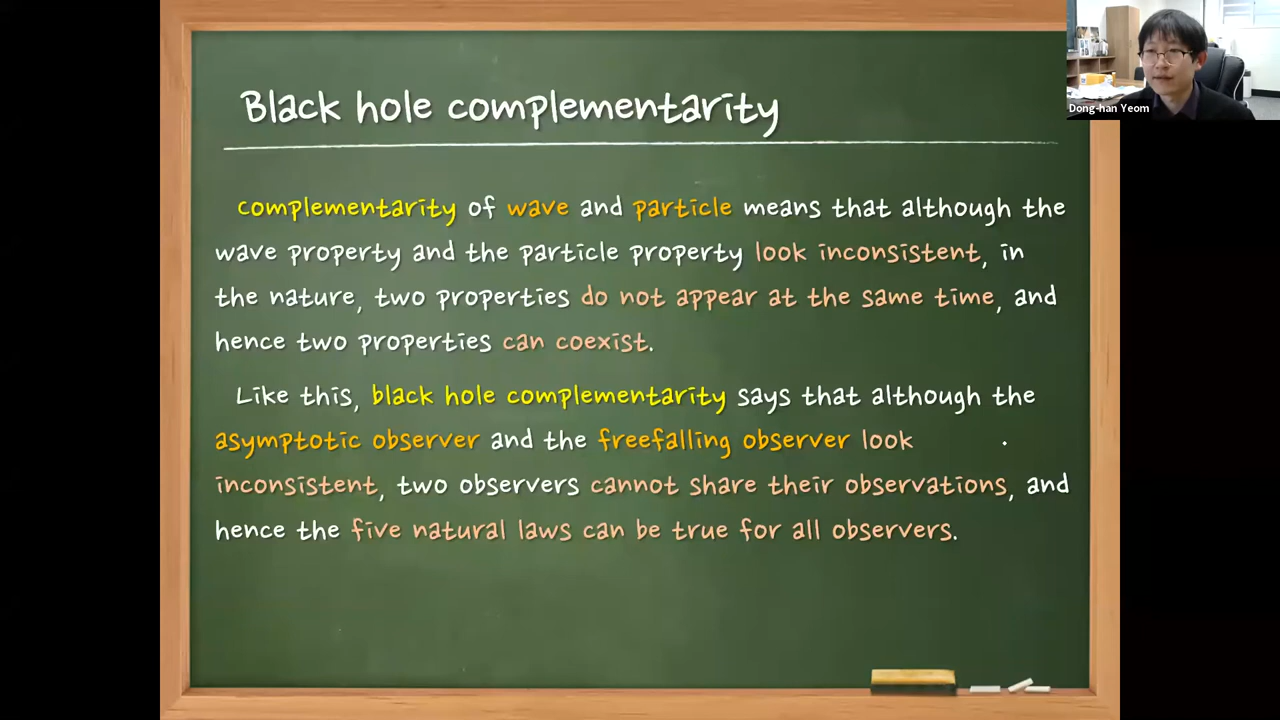 Black hole complementarity
Dong-han Yeom
complementarity of wave and particle means that although the
wave property and the particle property look inconsistent, in
the nature, two properties do not appear at the same time, and
hence two properties can coexist.
Like this, black hole complementarity says that although the
asymptotic observer and the freefalling observer look
inconsistent, two observers cannot share their observations, and
hence the five natural laws can be true for all observers.